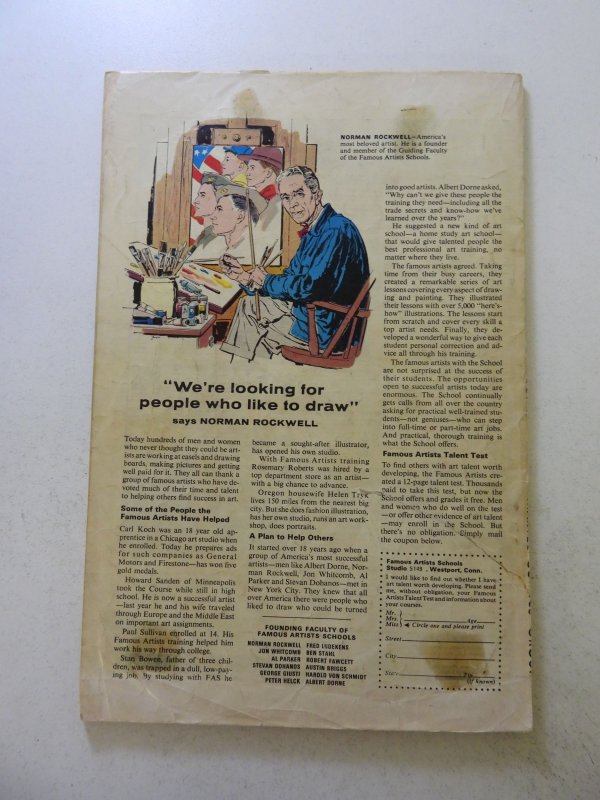 NORMAN ROCKWELL—America's
most beloved artist. He is a founder
and member of the Guiding Faculty
of the Famous Artists Schools.
"We're looking for
people who like to draw"
says NORMAN ROCKWELL
Today hundreds of men and women
who never thought they could be art-
ists are working at easels and drawing
boards, making pictures and getting
well paid for it. They all can thank a
group of famous artists who have de-
voted much of their time and talent
to helping others find success in art.
Some of the People the
Famous Artists Have Helped
Carl Koch was an 18 year old ap-
prentice in a Chicago art studio when
he enrolled. Today he prepares ads
for such companies as General
Motors and Firestone—has won five
gold medals.
Howard Sanden of Minneapolis
took the Course while still in high
school. He is now a successful artist
—last year he and his wife traveled
through Europe and the Middle East
on important art assignments.
Paul Sullivan enrolled at 14. His
Famous Artists training helped him
work his way through college.
Stan Bowen, father of three chil-
dren, was trapped in a dull, low-pay-
ing job. By studying with FAS he
became a sought-after illustrator,
has opened his own studio.
With Famous Artists training
Rosemary Roberts was hired by a
top department store as an artist—
with a big chance to advance.
Oregon housewife Helen Tryk
lives 150 miles from the nearest big
city. But she does fashion illustration,
has her own studio, runs an art work-
shop, does portraits.
A Plan to Help Others
It started over 18 years ago when a
group of America's most successful
artists—men like Albert Dorne, Nor-
man Rockwell, Jon Whitcomb, Al
Parker and Stevan Dohanos—met in
New York City. They knew that all
over America there were people who
liked to draw who could be turned
FOUNDING FACULTY OF
FAMOUS ARTISTS SCHOOLS
NORMAN ROCKWELL FRED LUDEKENS
JON WHITCOMB BEN STAHL
AL PARKER ROBERT FAWCETT
STEVAN DOHANOS AUSTIN BRIGGS
GEORGE GIUSTI HAROLD VON SCHMIDT
PETER HELCK ALBERT DORNE
into good artists. Albert Dorne asked,
"Why can't we give these people the
training they need—including all the
trade secrets and know-how we've
learned over the years?"
He suggested a new kind of art
school—a home study art school—
that would give talented people the
best professional art training, no
matter where they live.
The famous artists agreed. Taking
time from their busy careers, they
created a remarkable series of art
lessons covering every aspect of draw-
ing and painting. They illustrated
their lessons with over 5,000 "here's-
how" illustrations. The lessons start
from scratch and cover every skill a
top artist needs. Finally, they de-
veloped a wonderful way to give each
student personal correction and ad-
vice all through his training.
The famous artists with the School
are not surprised at the success of
their students. The opportunities
open to successful artists today are
enormous. The School continually
gets calls from all over the country
asking for practical well-trained stu-
dents—not geniuses—who can step
into full-time or part-time art jobs.
And practical, thorough training is
what the School offers.
Famous Artists Talent Test
To find others with art talent worth
developing, the Famous Artists cre-
ated a 12-page talent test. Thousands
paid to take this test, but now the
School offers and grades it free. Men
and women who do well on the test
—or offer other evidence of art talent
—may enroll in the School. But
there's no obligation. Simply mail
the coupon below.
Famous Artists Schools
Studio 5145, Westport, Conn.
I would like to find out whether I have
art talent worth developing. Please send
me, without obligation, your Famous
Artists Talent Test and information about
your courses.
Mr.
Mrs. Age
Miss Circle one and please print
Street
City
State Zip
(if known)